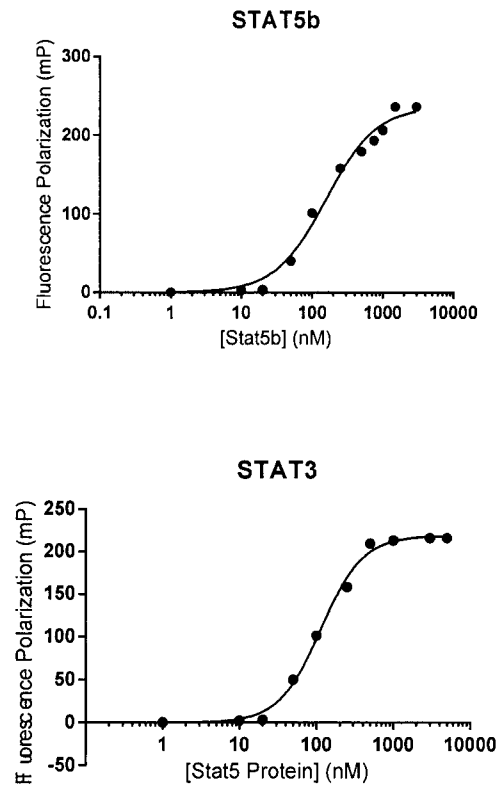 STAT5b
300
200
100
0
Fluorescence Polarization (mP)
0.1 1 10 100 1000 10000
[Stat5b] (nM)
STAT3
250
200
150
100
50
0
-50
Polarization (mP)
1 10 100 1000 10000
[Stat5 Protein] (nM)